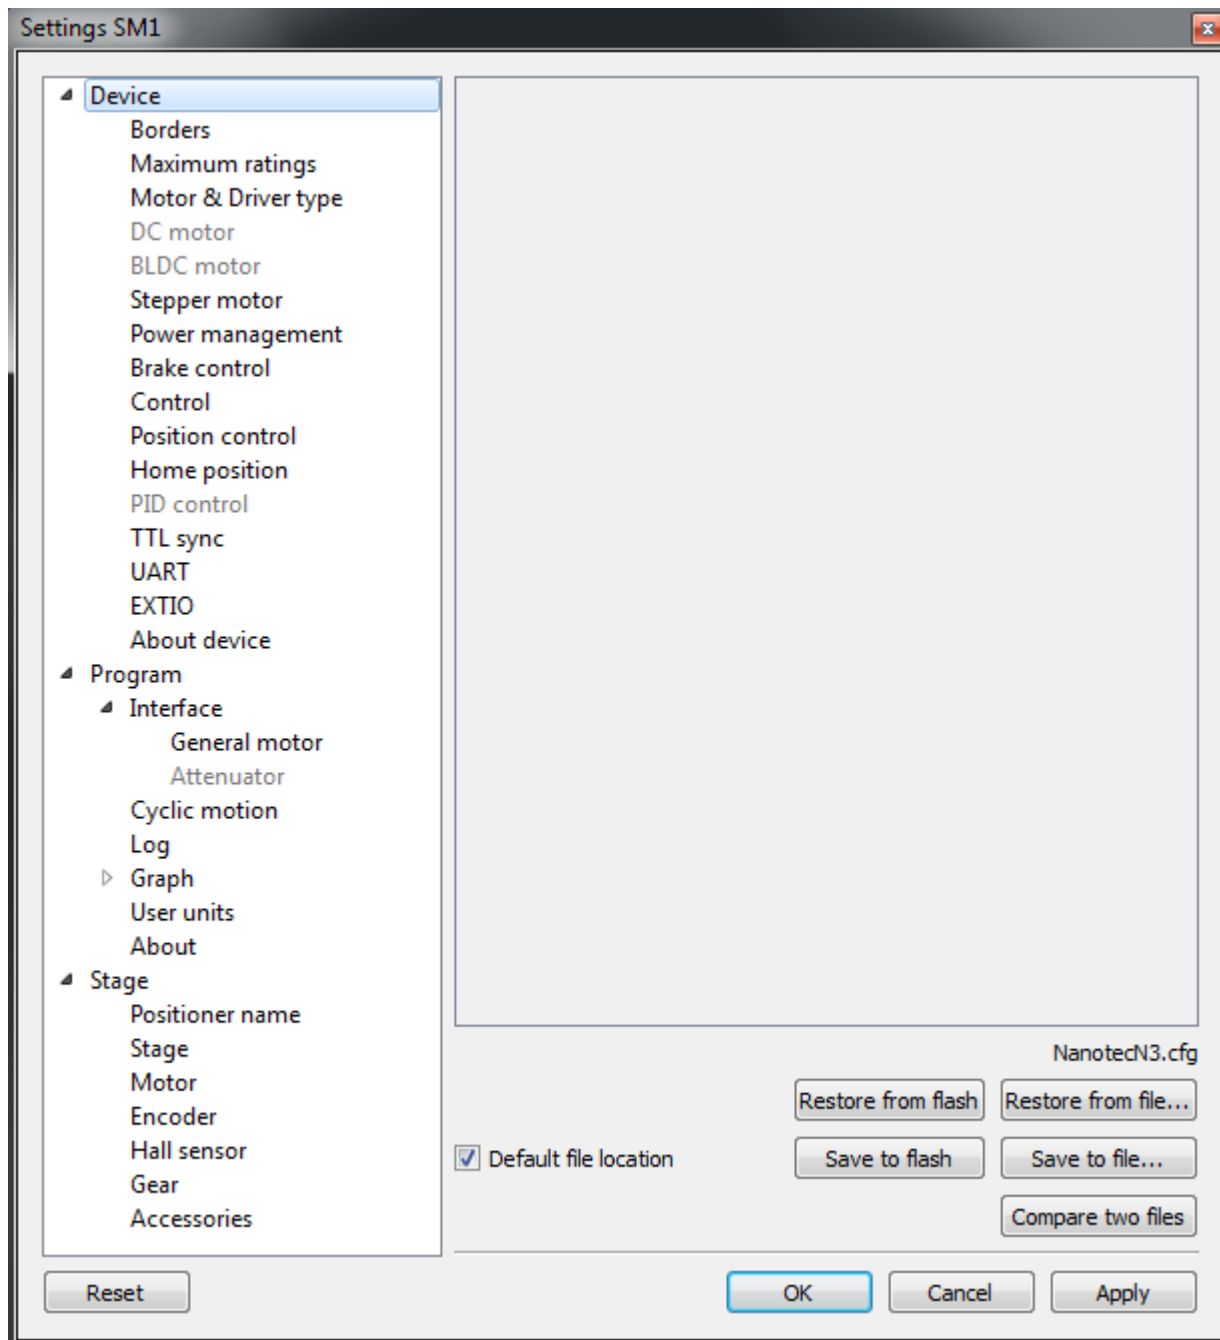 Settings SM1
Device
Borders
Maximum ratings
Motor & Driver type
DC motor
BLDC motor
Stepper motor
Power management
Brake control
Control
Position control
Home position
PID control
TTL sync
UART
EXTIO
About device
Program
Interface
General motor
Attenuator
Cyclic motion
Log
Graph
User units
About
Stage
Positioner name
Stage
Motor
Encoder
Hall sensor
Gear
Accessories
NanotecN3.cfg
Restore from flash
Restore from file...
Default file location
Save to flash
Save to file...
Compare two files
Reset
OK
Cancel
Apply